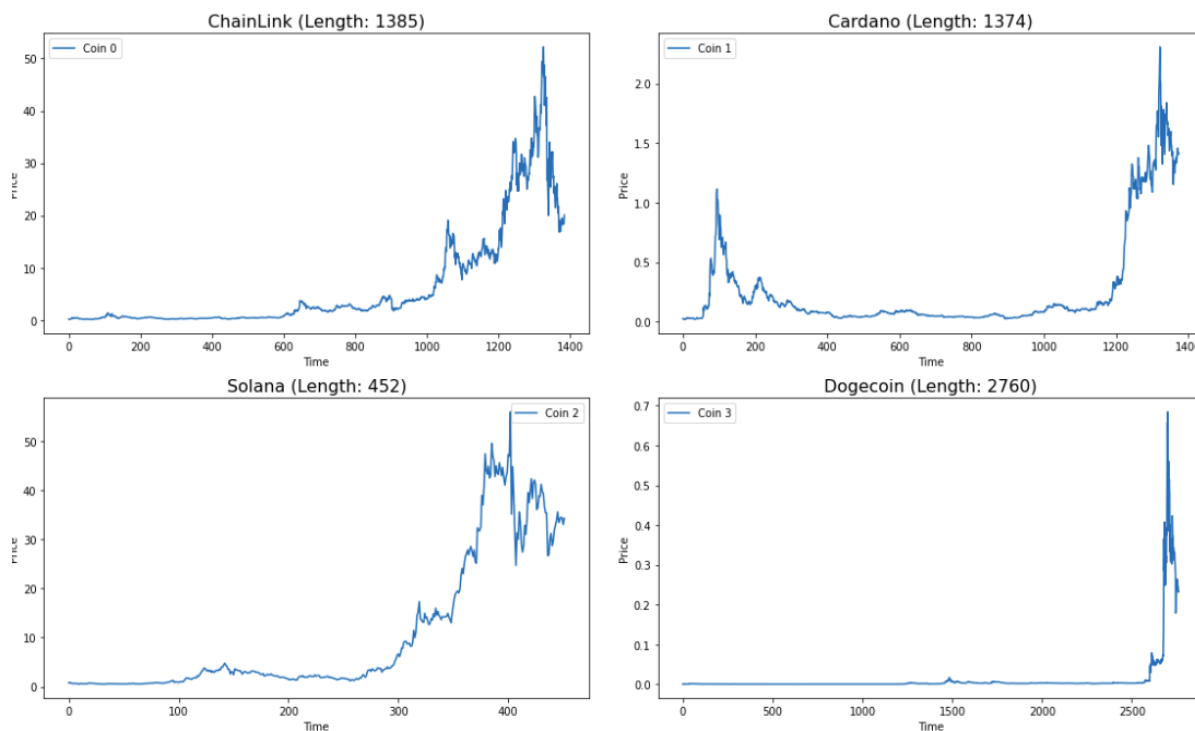 ChainLink (Length: 1385)
Coin 0
50
40
30
20
10
0
Price
0 200 400 600 800 1000 1200 1400
Time
Cardano (Length: 1374)
Coin 1
2.0
1.5
1.0
0.5
0.0
Price
0 200 400 600 800 1000 1200 140
Time
Solana (Length: 452)
Coin 2
50
40
30
20
10
0
Price
0 100 200 300 400
Time
Dogecoin (Length: 2760)
Coin 3
0.7
0.6
0.5
0.4
0.3
0.2
0.1
0.0
Price
0 500 1000 1500 2000 2500
Time